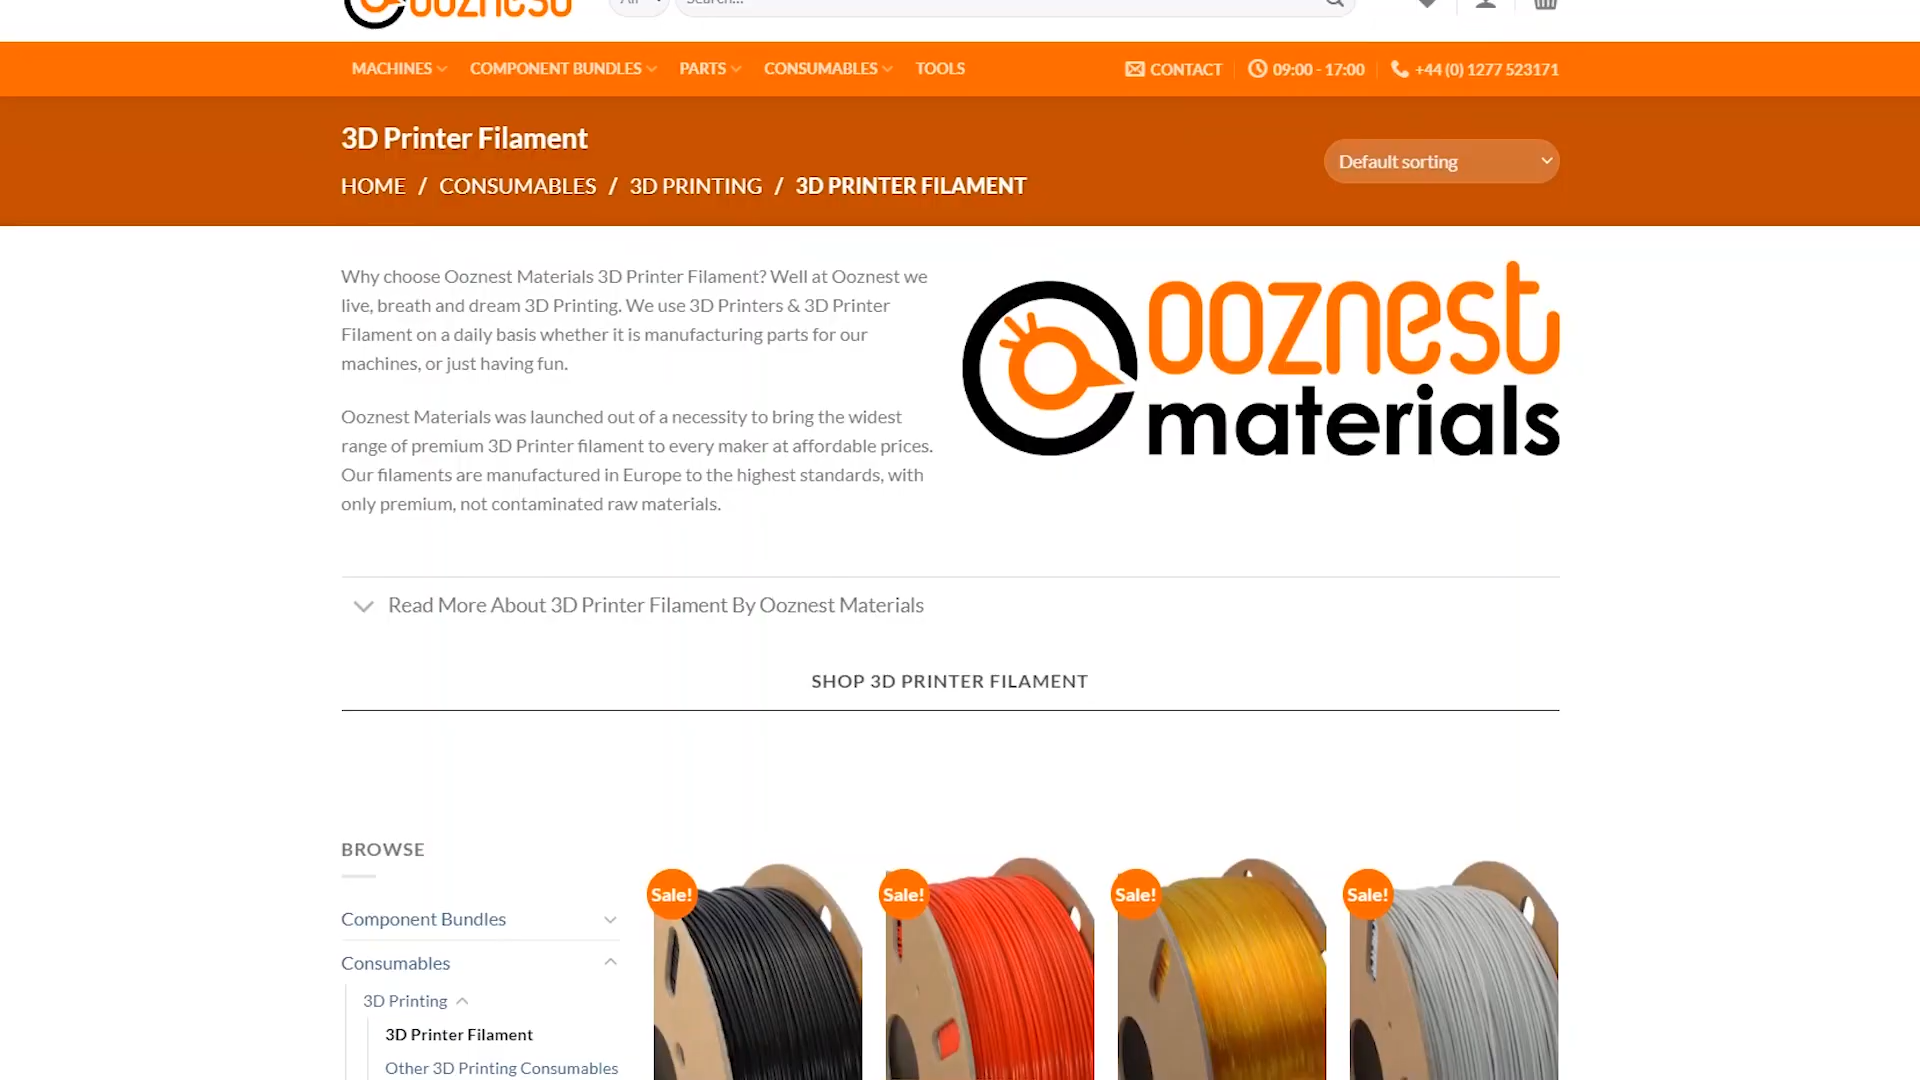 ooznest
All
Search...
MACHINES
COMPONENT BUNDLES
PARTS
CONSUMABLES
TOOLS
CONTACT
09:00 - 17:00
+44 (0) 1277 523171
3D Printer Filament
HOME / CONSUMABLES / 3D PRINTING / 3D PRINTER FILAMENT
Default sorting
Why choose Ooznest Materials 3D Printer Filament? Well at Ooznest we
live, breath and dream 3D Printing. We use 3D Printers & 3D Printer
Filament on a daily basis whether it is manufacturing parts for our
machines, or just having fun.
Ooznest Materials was launched out of a necessity to bring the widest
range of premium 3D Printer filament to every maker at affordable prices.
Our filaments are manufactured in Europe to the highest standards, with
only premium, not contaminated raw materials.
ooznest
materials
Read More About 3D Printer Filament By Ooznest Materials
SHOP 3D PRINTER FILAMENT
BROWSE
Component Bundles
Consumables
3D Printing
3D Printer Filament
Other 3D Printing Consumables
Sale!
Sale!
Sale!
Sale!